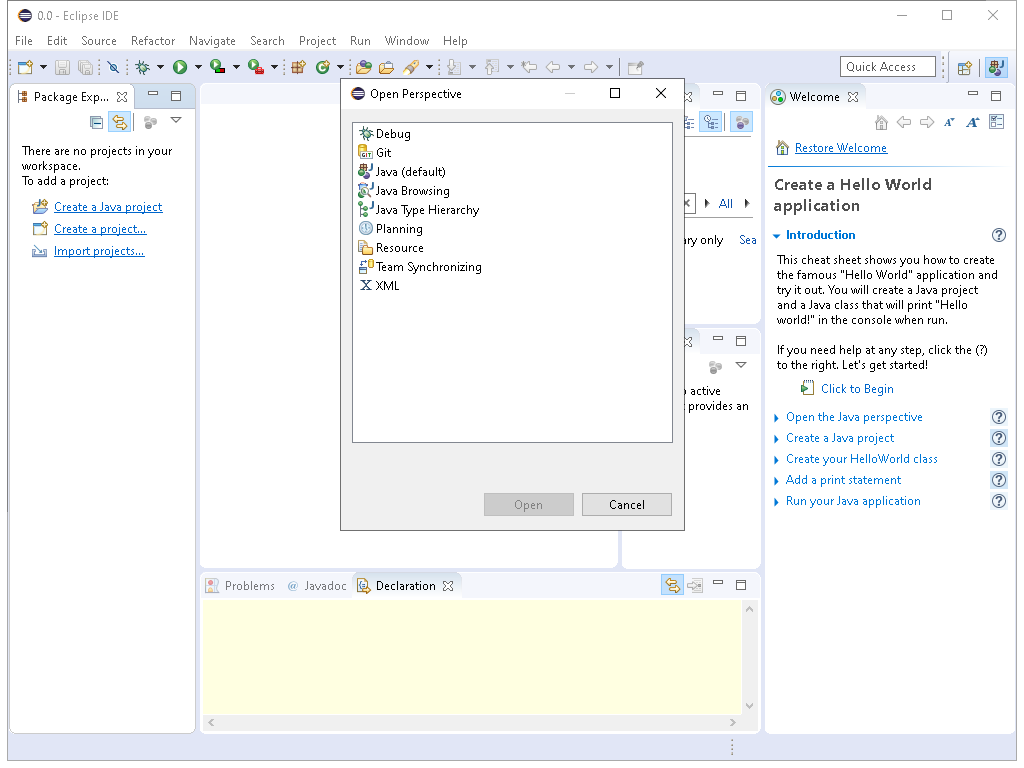 0.0 - Eclipse IDE
File Edit Source Refactor Navigate Search Project Run Window Help
Quick Access
Package Exp...
There are no projects in your
workspace.
To add a project:
Create a Java project
Create a project...
Import projects...
Open Perspective
Debug
Git
Java (default)
Java Browsing
Java Type Hierarchy
Planning
Resource
Team Synchronizing
XML
Open Cancel
All
only
active
provides an
Problems @ Javadoc Declaration
Welcome
Restore Welcome
Create a Hello World
application
Introduction
This cheat sheet shows you how to create
the famous "Hello World" application and
try it out. You will create a Java project
and a Java class that will print "Hello
world!" in the console when run.
If you need help at any step, click the (?)
to the right. Let's get started!
Click to Begin
Open the Java perspective
Create a Java project
Create your HelloWorld class
Add a print statement
Run your Java application